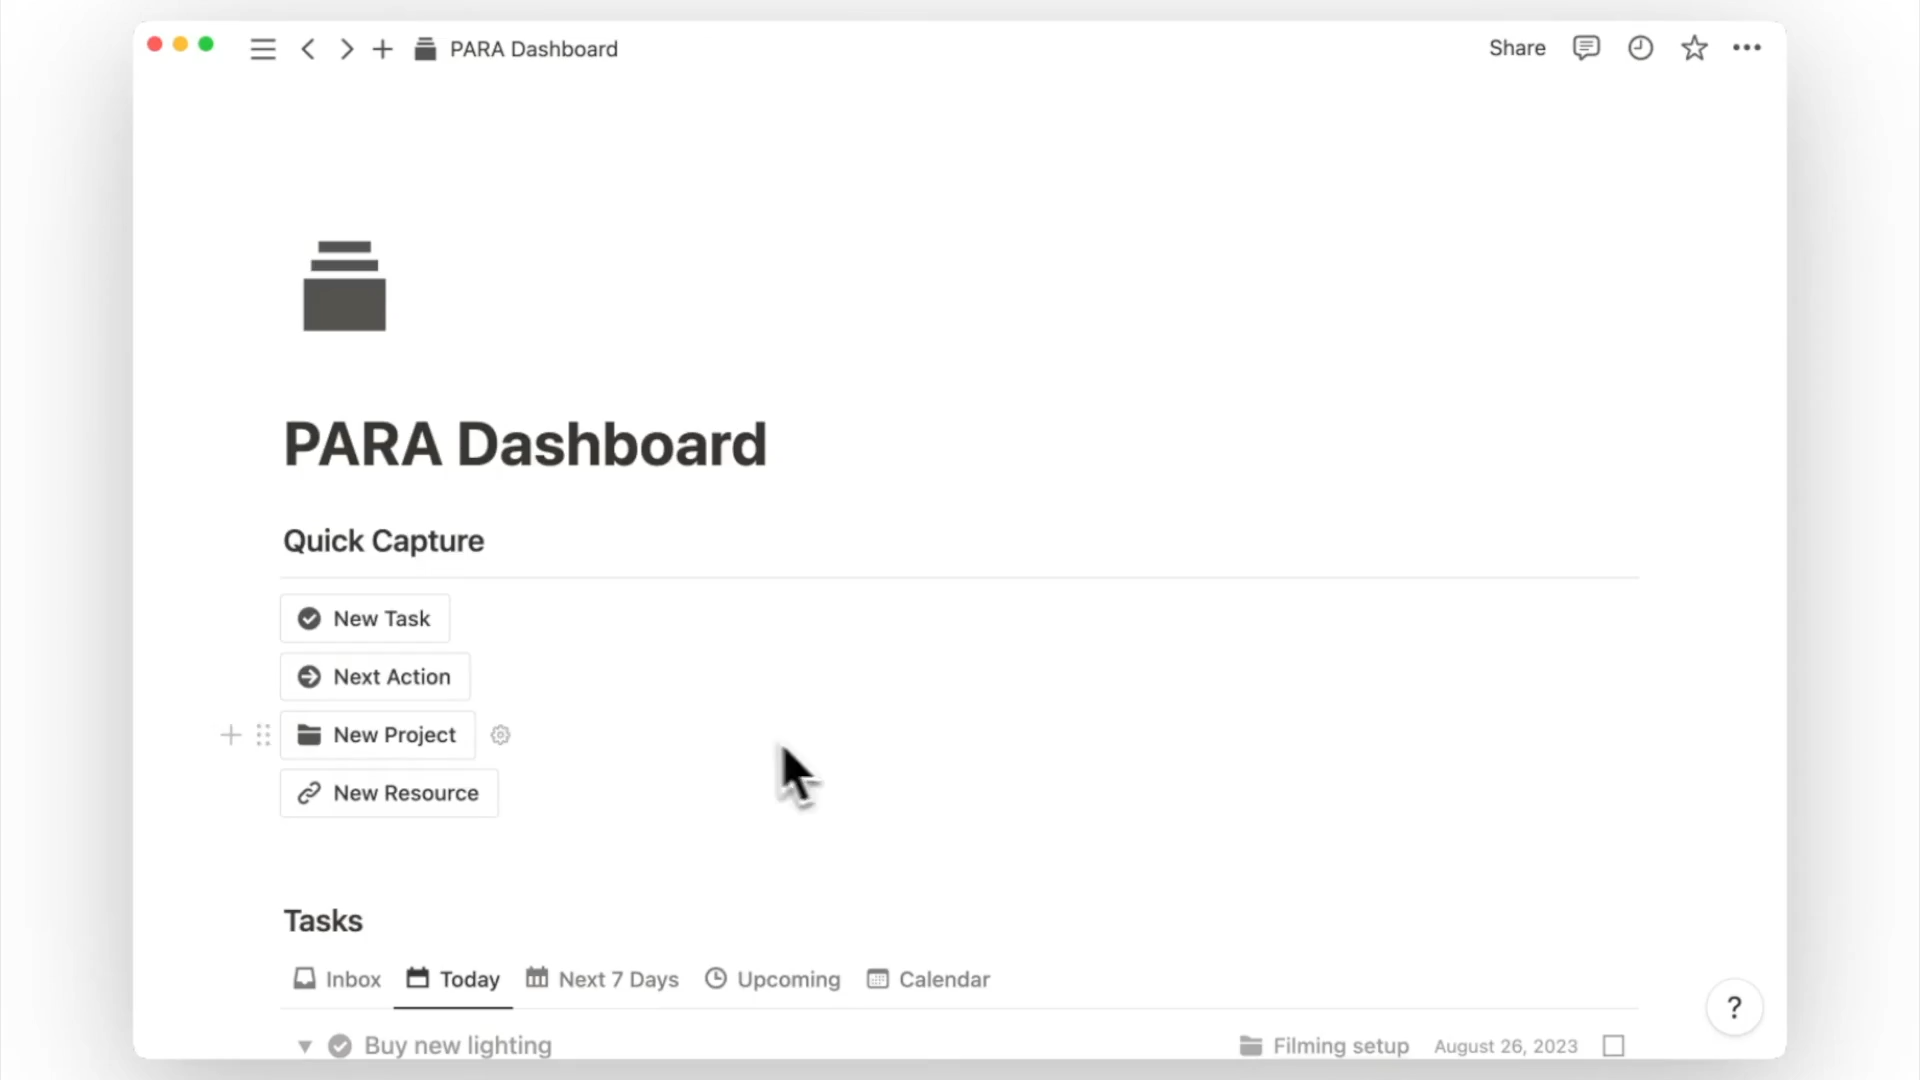 PARA Dashboard
Share
PARA Dashboard
Quick Capture
New Task
Next Action
New Project
New Resource
Tasks
Inbox Today Next 7 Days Upcoming Calendar
Buy new lighting Filming setup August 26, 2023
?